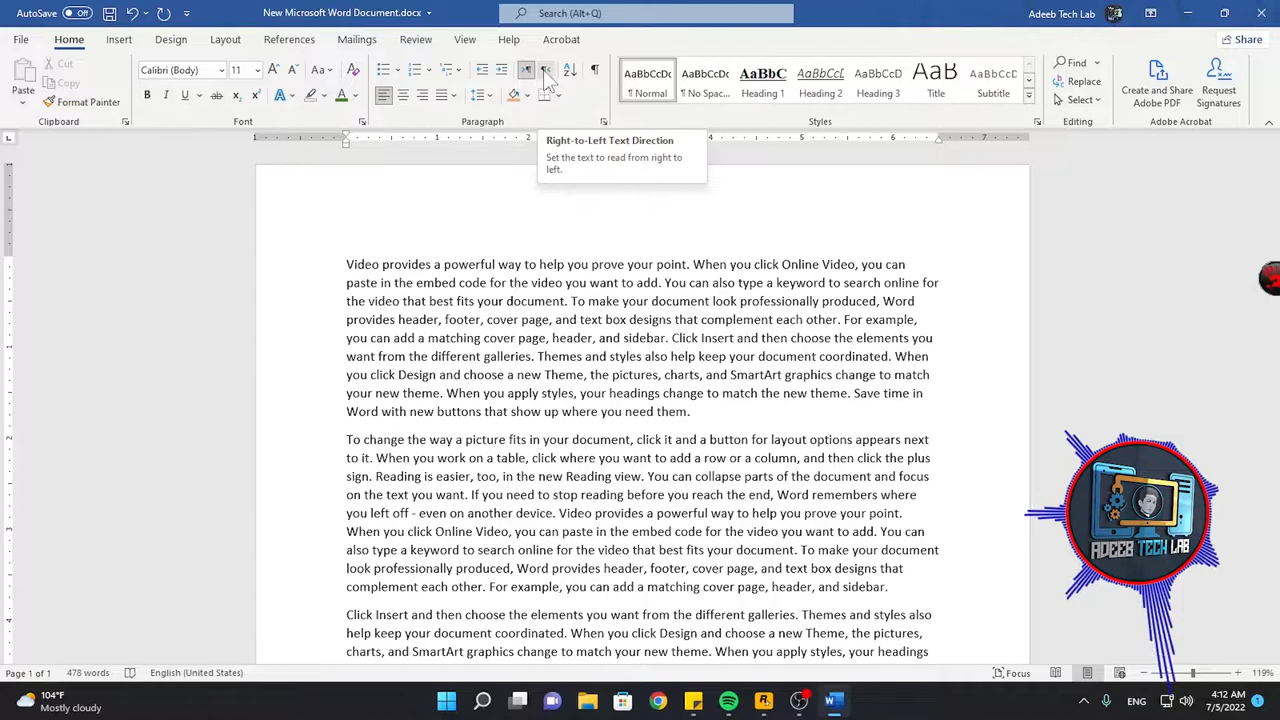 AutoSave Off New Microsoft Word Document.docx Search (Alt+Q) Adeeb Tech Lab
File Home Insert Design Layout References Mailings Review View Help Acrobat Share
Paste Cut Copy Format Painter Clipboard
Calibri (Body) 11 Font
Paragraph
AaBbCcDc AaBbCcDc AaBbC AaBbCcD AaBbCcD AaB AaBbCcD
¶ Normal ¶ No Spac... Heading 1 Heading 2 Heading 3 Title Subtitle
Styles
Find
Replace
Select
Editing
Create and Share Adobe PDF Request Signatures
Adobe Acrobat
Right-to-Left Text Direction
Set the text to read from right to
left.
Video provides a powerful way to help you prove your point. When you click Online Video, you can
paste in the embed code for the video you want to add. You can also type a keyword to search online for
the video that best fits your document. To make your document look professionally produced, Word
provides header, footer, cover page, and text box designs that complement each other. For example,
you can add a matching cover page, header, and sidebar. Click Insert and then choose the elements you
want from the different galleries. Themes and styles also help keep your document coordinated. When
you click Design and choose a new Theme, the pictures, charts, and SmartArt graphics change to match
your new theme. When you apply styles, your headings change to match the new theme. Save time in
Word with new buttons that show up where you need them.
To change the way a picture fits in your document, click it and a button for layout options appears next
to it. When you work on a table, click where you want to add a row or a column, and then click the plus
sign. Reading is easier, too, in the new Reading view. You can collapse parts of the document and focus
on the text you want. If you need to stop reading before you reach the end, Word remembers where
you left off - even on another device. Video provides a powerful way to help you prove your point.
When you click Online Video, you can paste in the embed code for the video you want to add. You can
also type a keyword to search online for the video that best fits your document. To make your document
look professionally produced, Word provides header, footer, cover page, and text box designs that
complement each other. For example, you can add a matching cover page, header, and sidebar.
Click Insert and then choose the elements you want from the different galleries. Themes and styles also
help keep your document coordinated. When you click Design and choose a new Theme, the pictures,
charts, and SmartArt graphics change to match your new theme. When you apply styles, your headings
ADEEB TECH LAB
Page 1 of 1 478 words English (United States) Focus 119%
104°F
Mostly cloudy
ENG
4:12 AM
7/5/2022